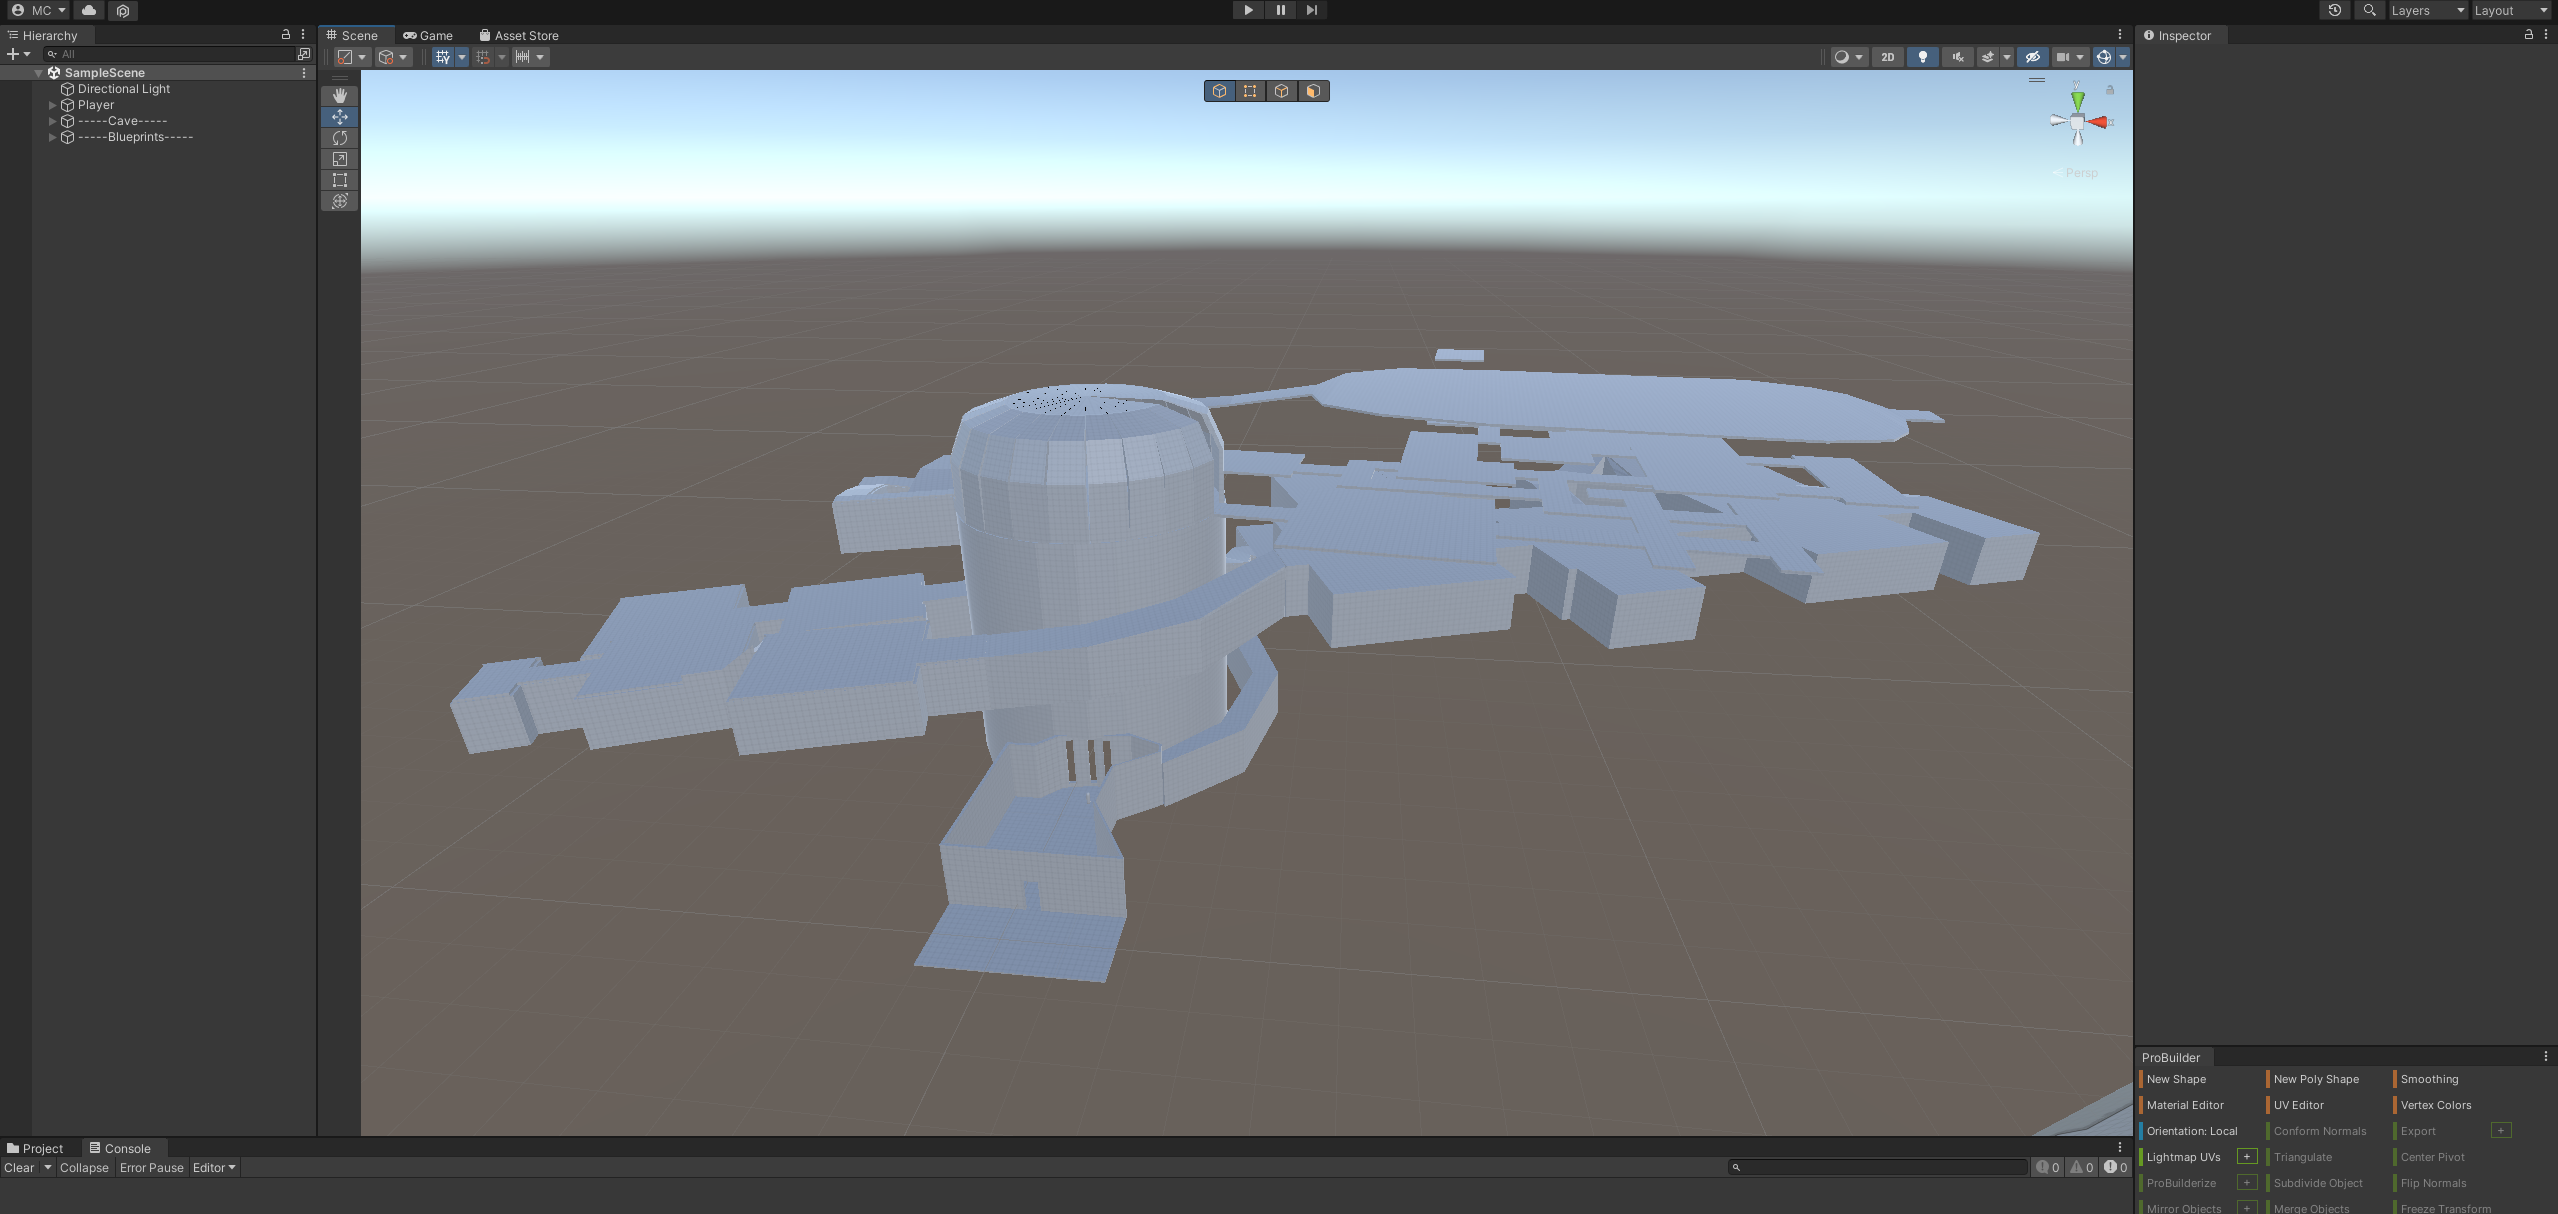 MC
Layers
Layout
Hierarchy
Scene
Game
Asset Store
Inspector
All
2D
SampleScene
Directional Light
Player
-----Cave-----
-----Blueprints-----
y
x
Persp
ProBuilder
New Shape
New Poly Shape
Smoothing
Material Editor
UV Editor
Vertex Colors
Orientation: Local
Conform Normals
Export
+
Lightmap UVs
+
Triangulate
Center Pivot
ProBuilderize
+
Subdivide Object
Flip Normals
Mirror Objects
+
Merge Objects
Freeze Transform
Project
Console
Clear
Collapse
Error Pause
Editor
0
0
0